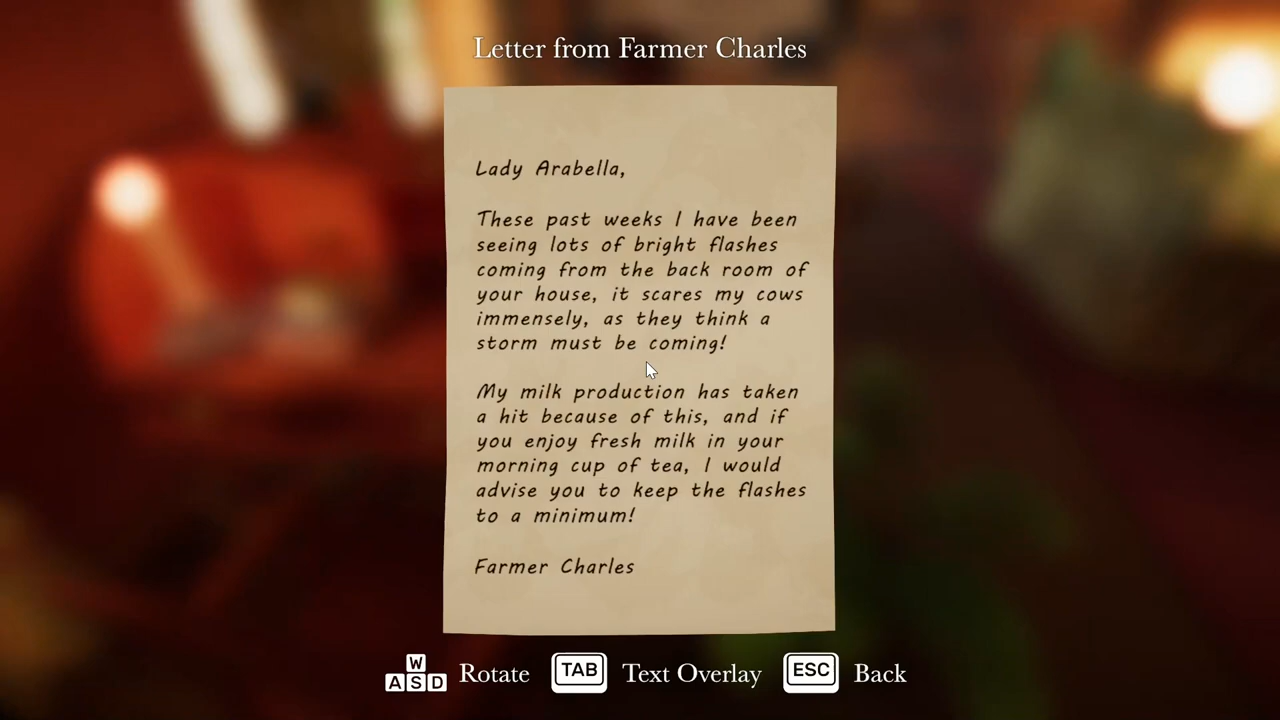 Letter from Farmer Charles
Lady Arabella,
These past weeks I have been
seeing lots of bright flashes
coming from the back room of
your house, it scares my cows
immensely, as they think a
storm must be coming!
My milk production has taken
a hit because of this, and if
you enjoy fresh milk in your
morning cup of tea, I would
advise you to keep the flashes
to a minimum!
Farmer Charles
W
A S D Rotate TAB Text Overlay ESC Back